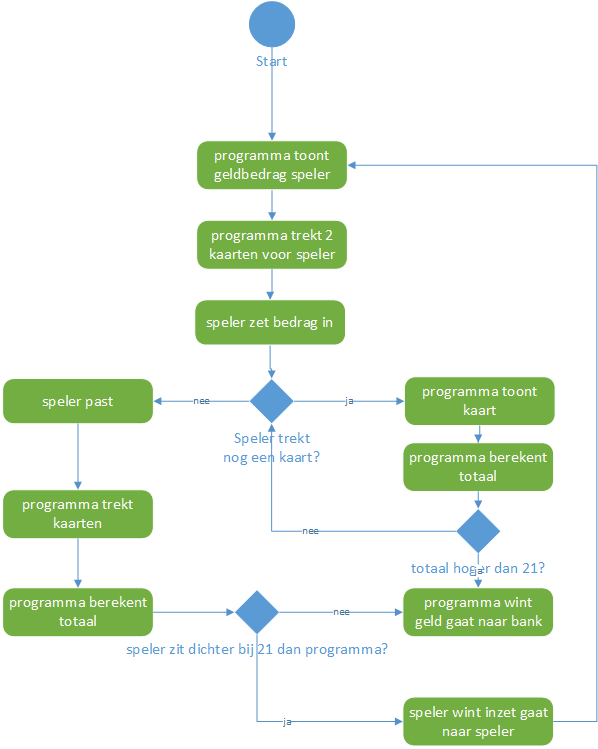 Start
programma toont
geldbedrag speler
programma trekt 2
kaarten voor speler
speler zet bedrag in
speler past
nee
ja
programma toont
kaart
Speler trekt
nog een kaart?
programma berekent
totaal
programma trekt
kaarten
nee
totaal hoger dan 21?
ja
programma berekent
totaal
nee
programma wint
geld gaat naar bank
speler zit dichter bij 21 dan programma?
ja
speler wint inzet gaat
naar speler